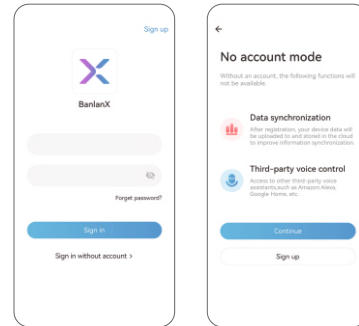 Sign up
BanlanX
Forget password?
Sign in
Sign in without account >
No account mode
Without an account, the following functions will
not be available.
Data synchronization
After registration, your device data will
be uploaded to and stored in the cloud
to improve information synchronization.
Third-party voice control
Access to other third-party voice
assistants,such as Amazon Alexa,
Google Home, etc.
Continue
Sign up